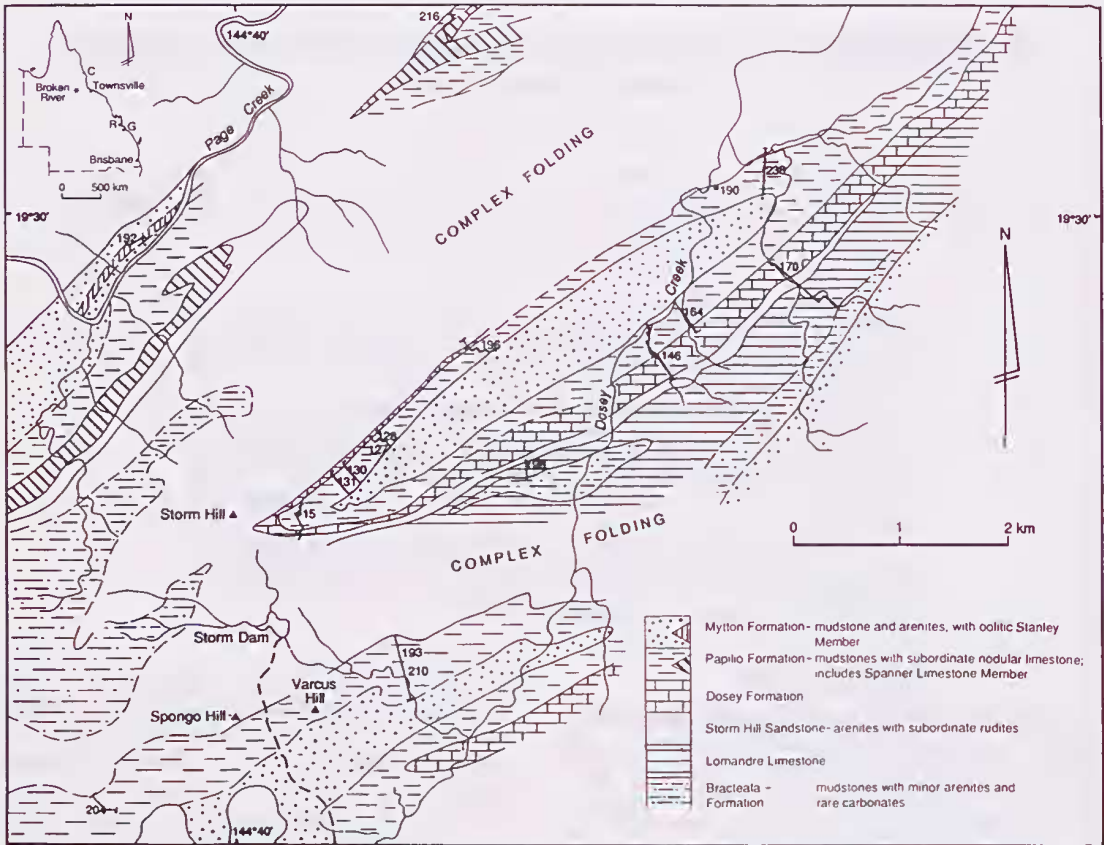 N
144°40'
216
C
Broken
River
Townsville
R
G
Brisbane
0 500 km
Page Creek
COMPLEX FOLDING
190
238
19°30'
19°30'
192
N
170
Creek
164
196
146
Dosey
128
127
130
131
15
Storm Hill
0 1 2 km
COMPLEX FOLDING
Storm Dam
193
210
Varcus
Hill
Spongo Hill
204
144°40'
Mytton Formation - mudstone and arenites, with oolitic Stanley
Member
Papilio Formation - mudstones with subordinate nodular limestone;
includes Spanner Limestone Member
Dosey Formation
Storm Hill Sandstone - arenites with subordinate rudites
Lomandre Limestone
Bracteata - mudstones with minor arenites and
Formation rare carbonates